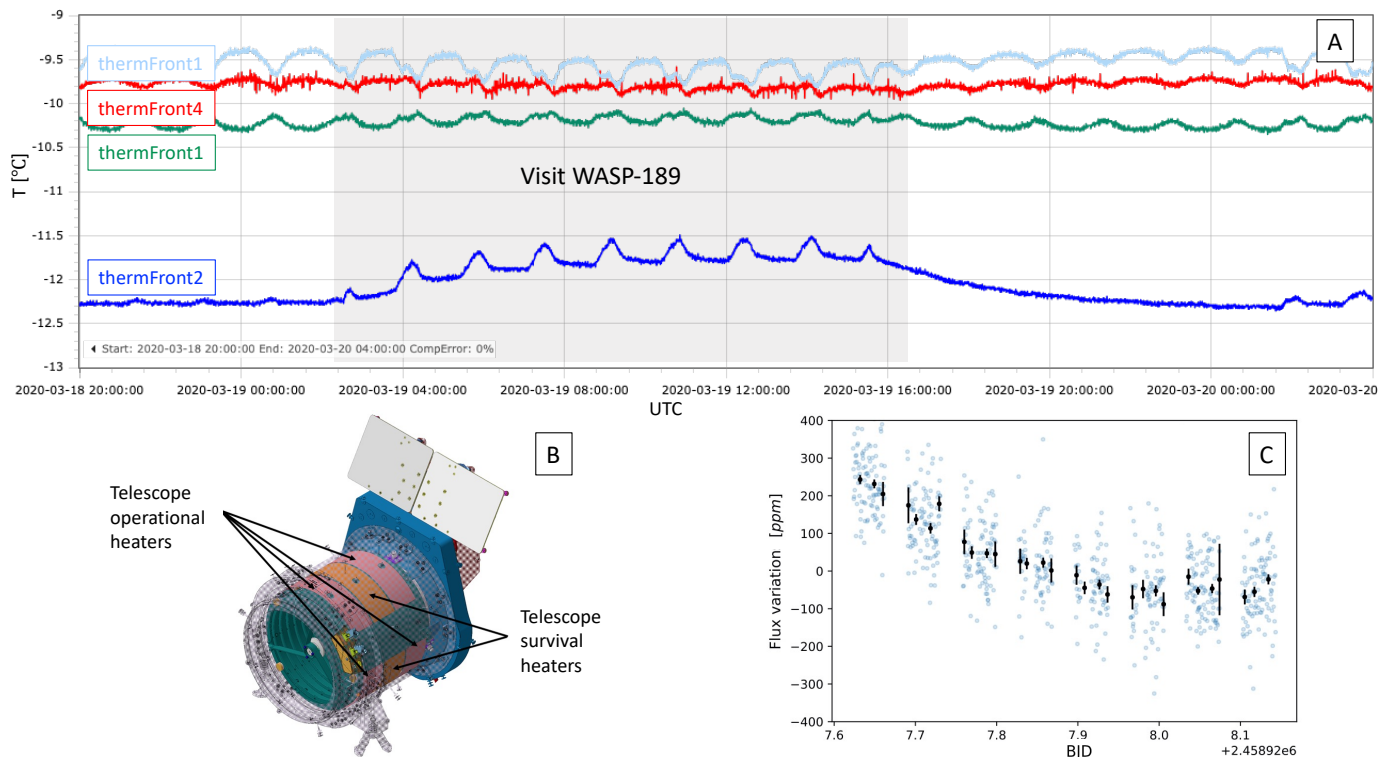 -9
-9.5
-10
-10.5
-11
-11.5
-12
-12.5
-13
T [°C]
thermFront1
thermFront4
thermFront1
thermFront2
A
Visit WASP-189
Start: 2020-03-18 20:00:00 End: 2020-03-20 04:00:00 CompError: 0%
2020-03-18 20:00:00 2020-03-19 00:00:00 2020-03-19 04:00:00 2020-03-19 08:00:00 2020-03-19 12:00:00 2020-03-19 16:00:00 2020-03-19 20:00:00 2020-03-20 00:00:00 2020-03-20
UTC
B
Telescope
operational
heaters
Telescope
survival
heaters
C
400
300
200
100
0
−100
−200
−300
−400
Flux variation [ppm]
7.6 7.7 7.8 7.9 8.0 8.1
BJD
+2.45892e6